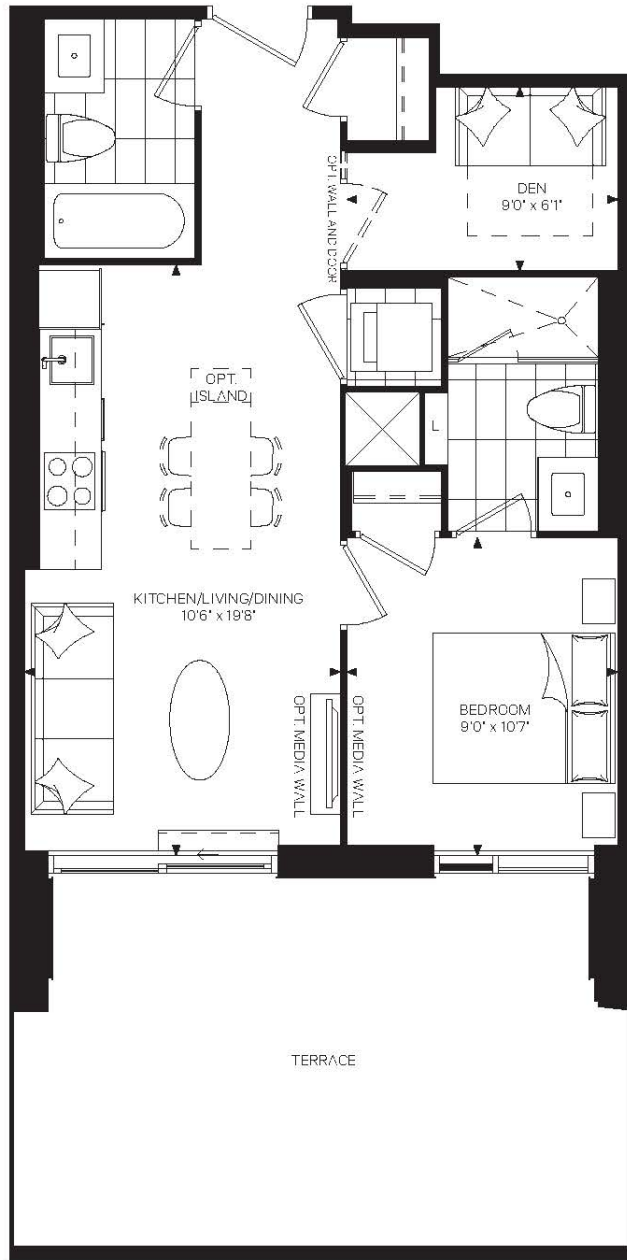 DEN
9'0" x 6'1"
OPT. WALL AND DOOR
OPT.
ISLAND
L
KITCHEN/LIVING/DINING
10'6" x 19'8"
BEDROOM
9'0" x 10'7"
OPT. MEDIA WALL
OPT. MEDIA WALL
TERRACE